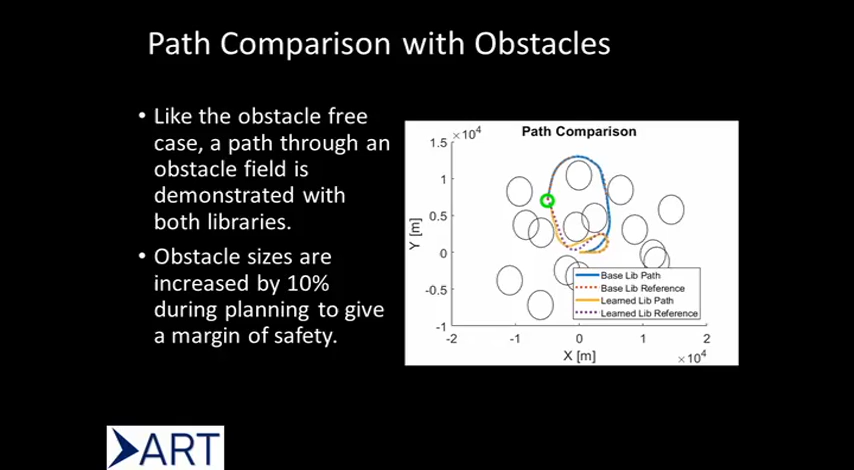 Path Comparison with Obstacles
• Like the obstacle free
case, a path through an
obstacle field is
demonstrated with
both libraries.
• Obstacle sizes are
increased by 10%
during planning to give
a margin of safety.
Path Comparison
×10⁴
1.5
1
0.5
0
-0.5
-1
Y [m]
Base Lib Path
Base Lib Reference
Learned Lib Path
Learned Lib Reference
-2 -1 0 1 2
X [m]
×10⁴
ART